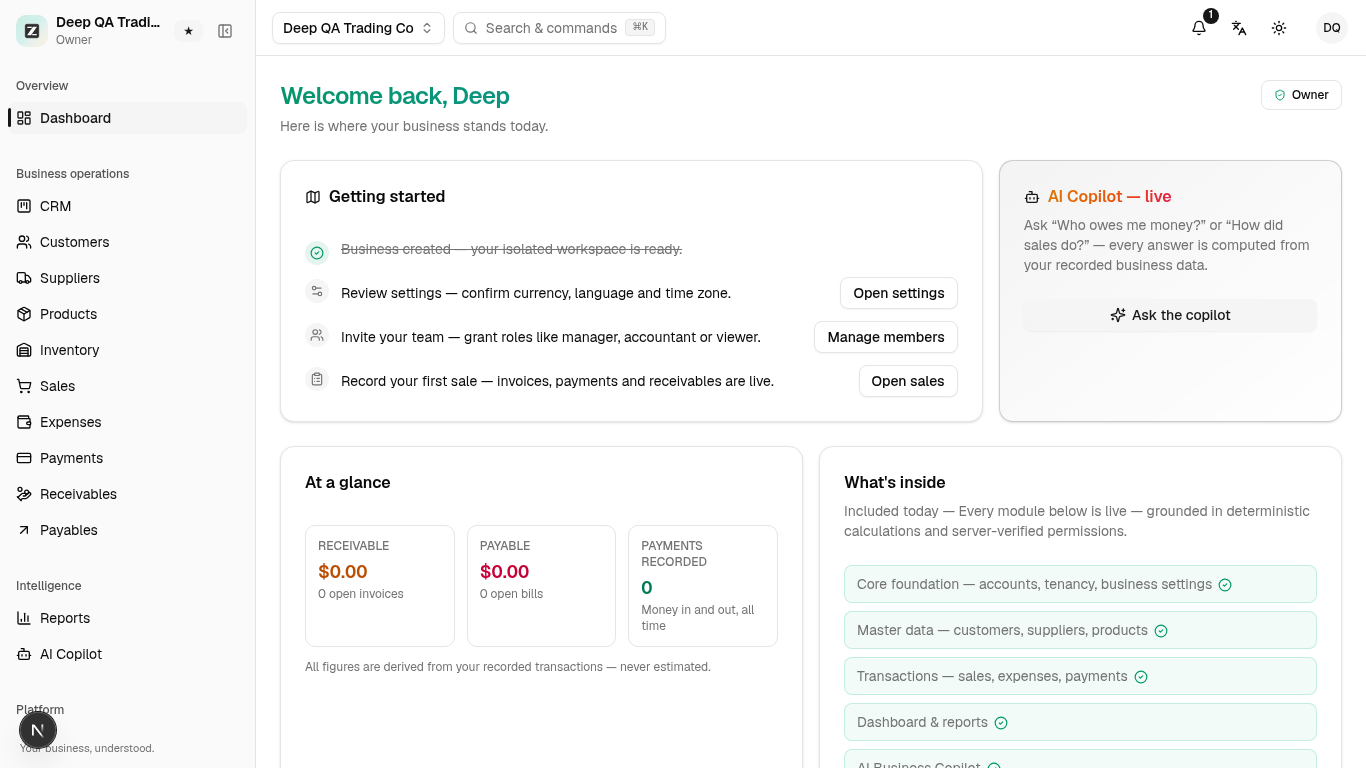 Deep QA Tradi...
Owner
Overview
Dashboard
Business operations
CRM
Customers
Suppliers
Products
Inventory
Sales
Expenses
Payments
Receivables
Payables
Intelligence
Reports
AI Copilot
Platform
N
Your business, understood.
Deep QA Trading Co
Search & commands ⌘K
1
DQ
Welcome back, Deep
Here is where your business stands today.
Owner
Getting started
Business created — your isolated workspace is ready.
Review settings — confirm currency, language and time zone.
Open settings
Invite your team — grant roles like manager, accountant or viewer.
Manage members
Record your first sale — invoices, payments and receivables are live.
Open sales
AI Copilot — live
Ask “Who owes me money?” or “How did
sales do?” — every answer is computed from
your recorded business data.
Ask the copilot
At a glance
RECEIVABLE
$0.00
0 open invoices
PAYABLE
$0.00
0 open bills
PAYMENTS
RECORDED
0
Money in and out, all
time
All figures are derived from your recorded transactions — never estimated.
What's inside
Included today — Every module below is live — grounded in deterministic
calculations and server-verified permissions.
Core foundation — accounts, tenancy, business settings
Master data — customers, suppliers, products
Transactions — sales, expenses, payments
Dashboard & reports
AI Business Copilot